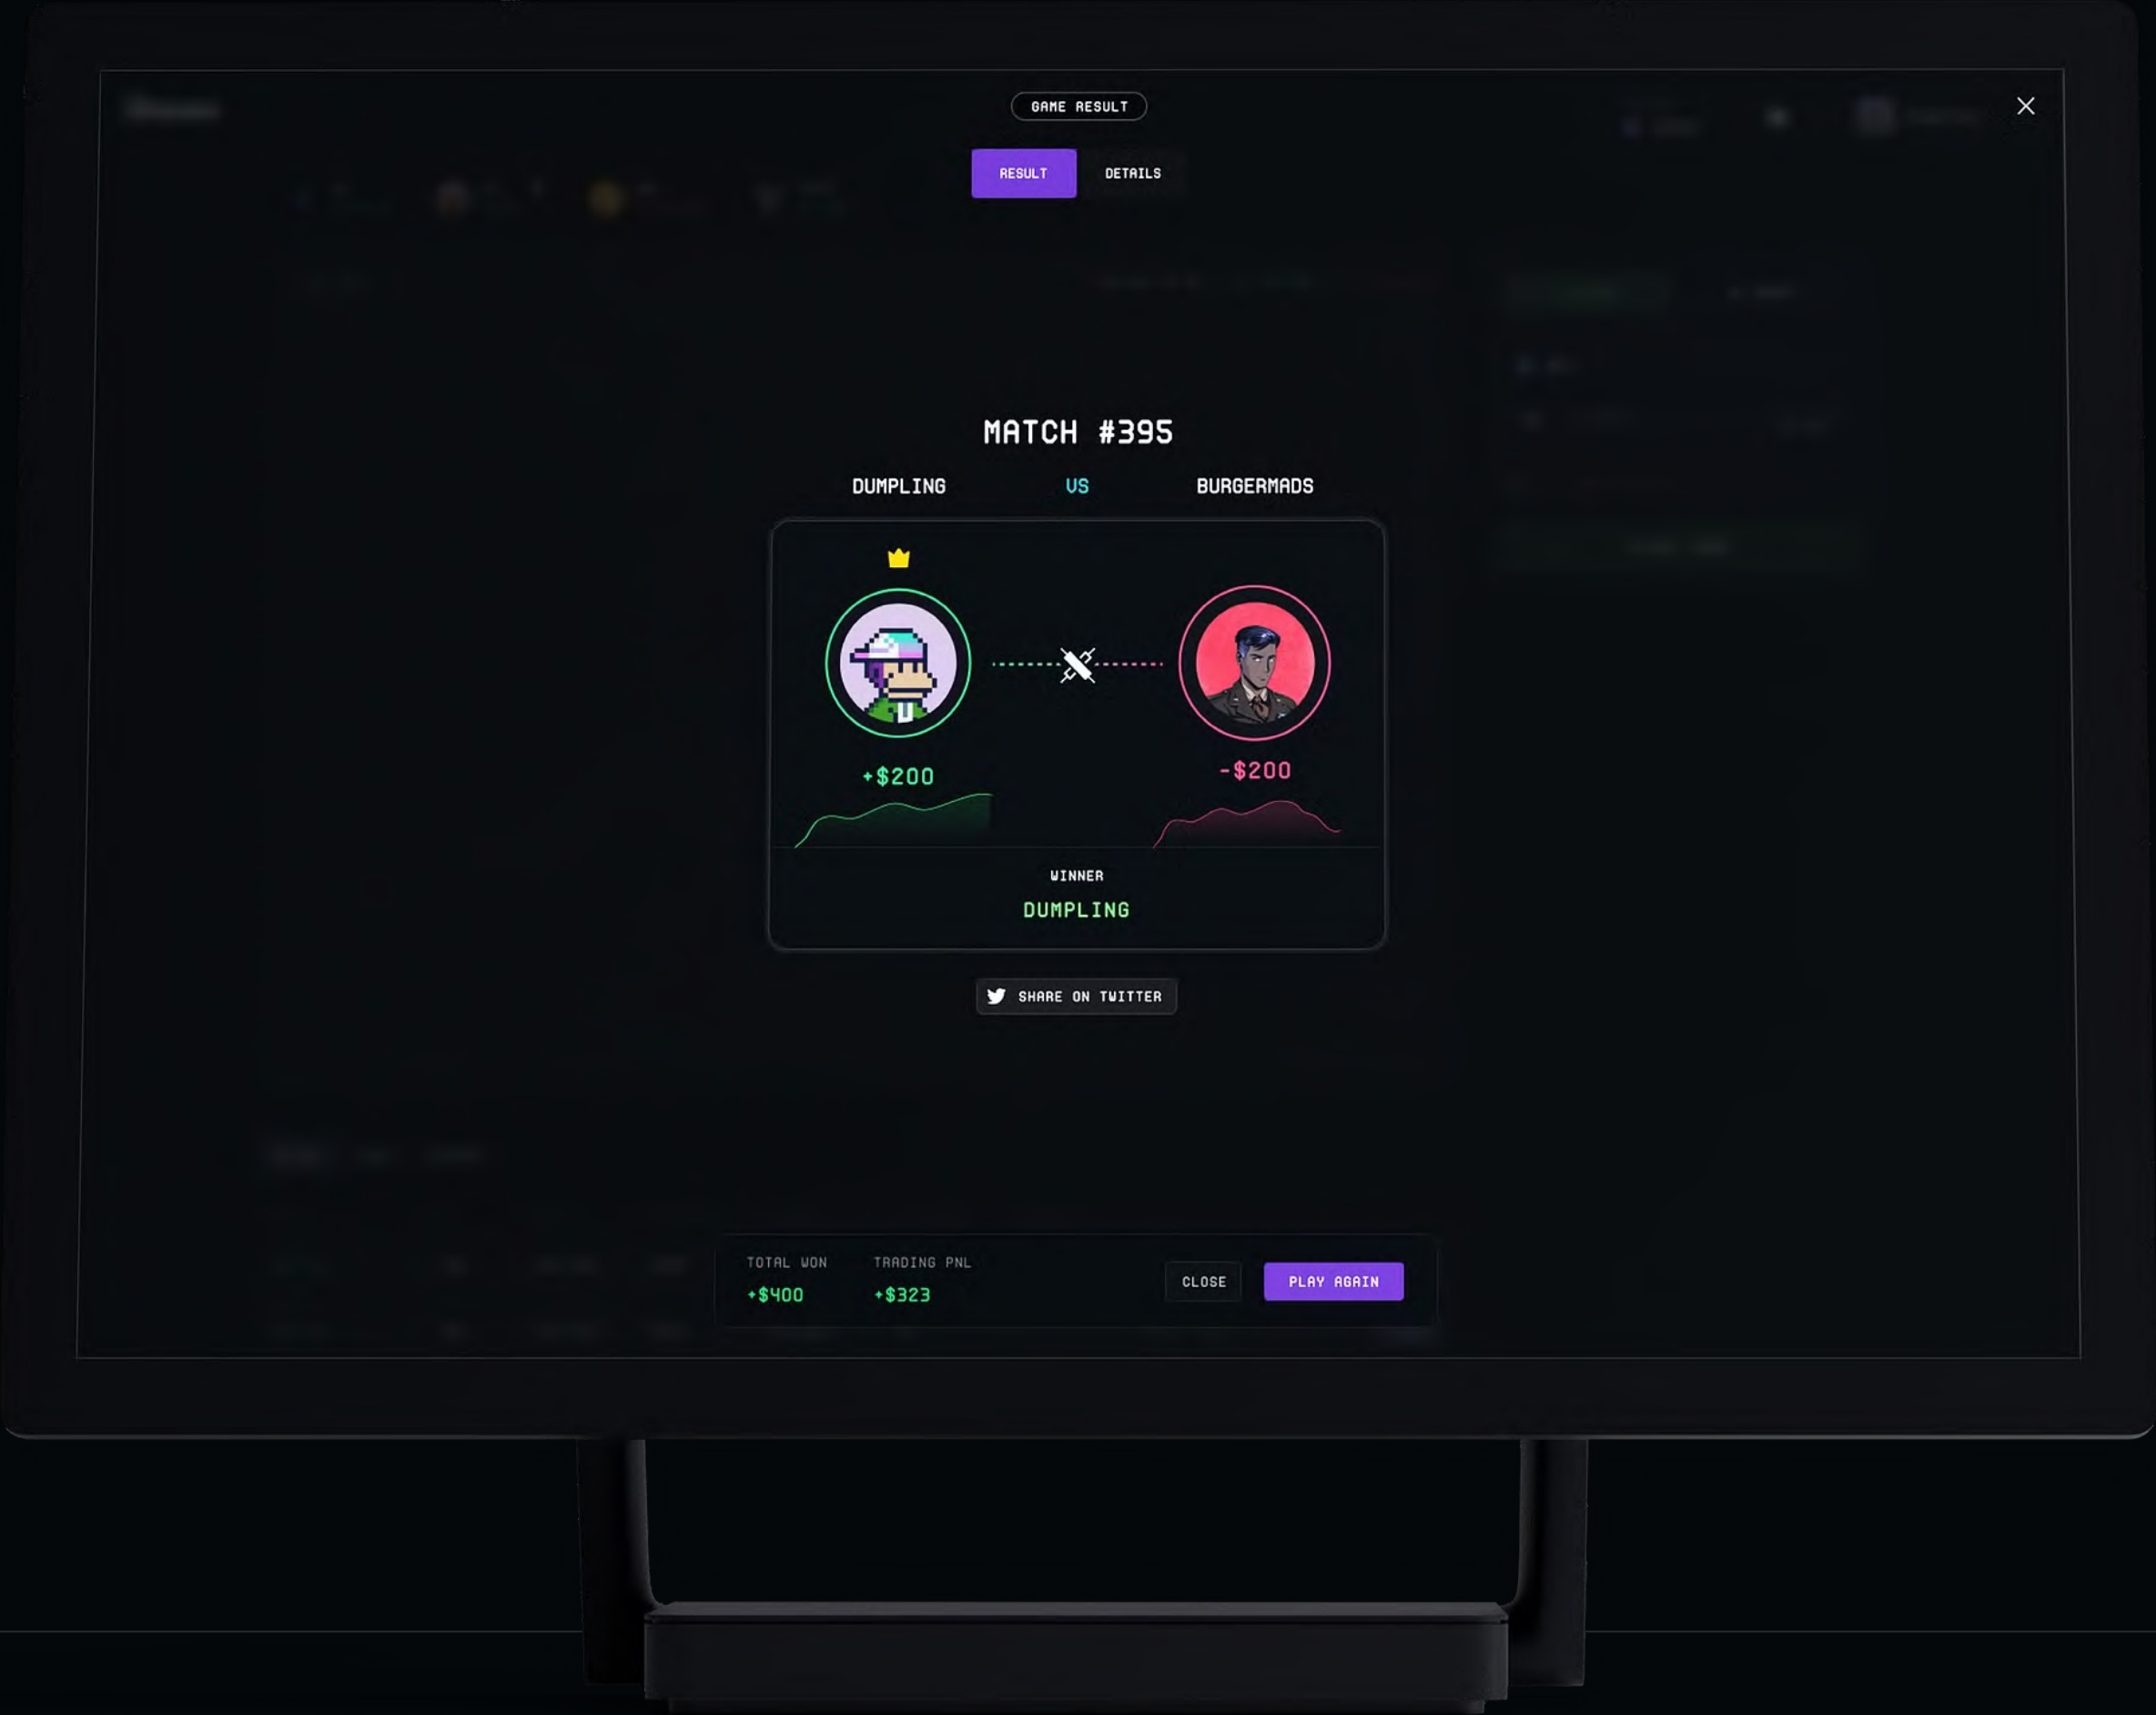 GAME RESULT
RESULT DETAILS
MATCH #395
DUMPLING VS BURGERMADS
+$200 -$200
WINNER
DUMPLING
SHARE ON TWITTER
TOTAL WON TRADING PNL
+$400 +$323
CLOSE PLAY AGAIN